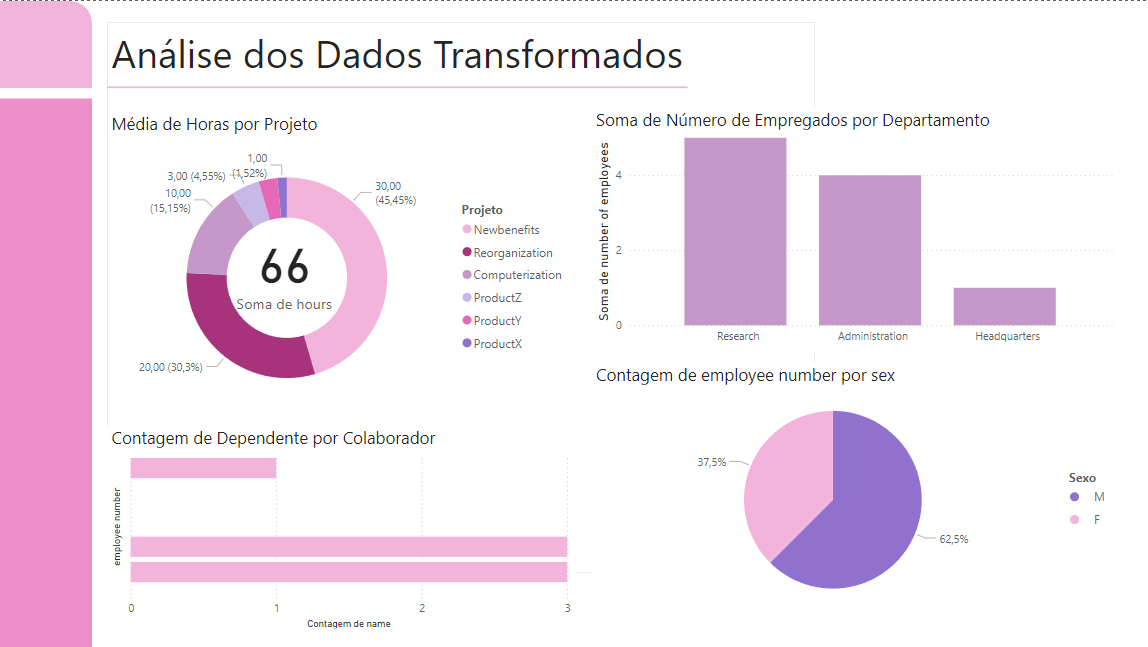 Análise dos Dados Transformados
Média de Horas por Projeto
1,00
(1,52%)
3,00 (4,55%)
10,00
(15,15%)
30,00
(45,45%)
66
Soma de hours
20,00 (30,3%)
Projeto
Newbenefits
Reorganization
Computerization
ProductZ
ProductY
ProductX
Soma de Número de Empregados por Departamento
Soma de number of employees
4
2
0
Research
Administration
Headquarters
Contagem de Dependente por Colaborador
employee number
0
1
2
3
Contagem de name
Contagem de employee number por sex
37,5%
62,5%
Sexo
M
F